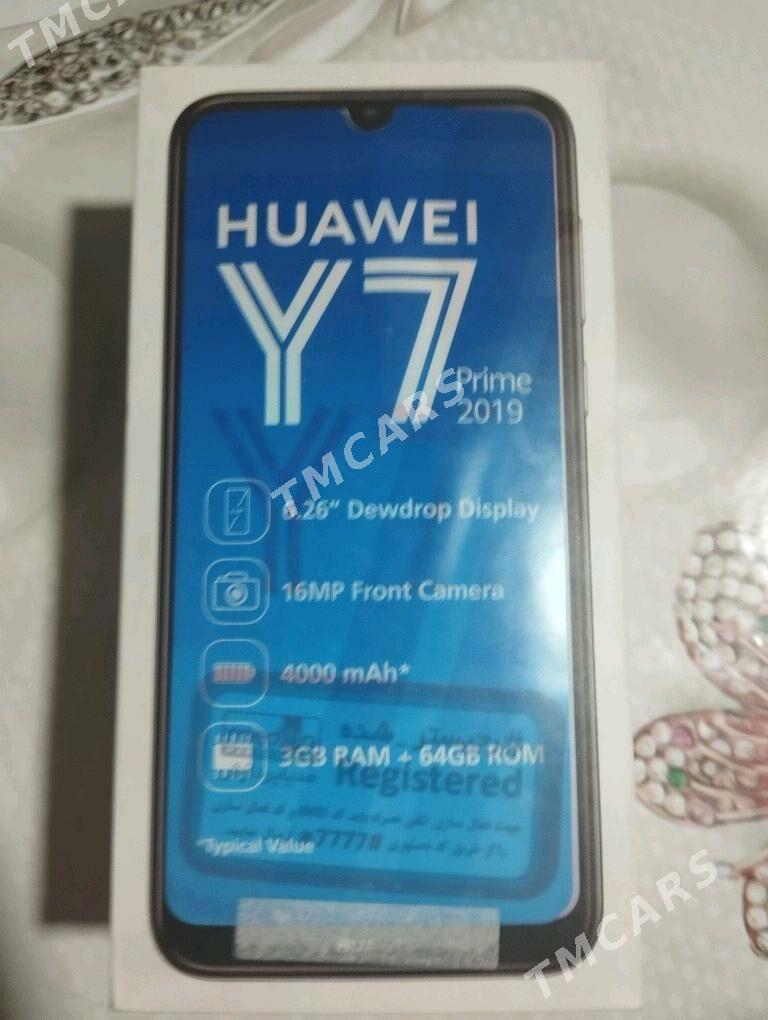 TMCARS
HUAWEI
Y7
Prime
2019
TMCARS
6.26” Dewdrop Display
16MP Front Camera
4000 mAh*
#ریجیستر_شده
3GB RAM + 64GB ROM
Registered
*7777#
*Typical Value
TMCARS